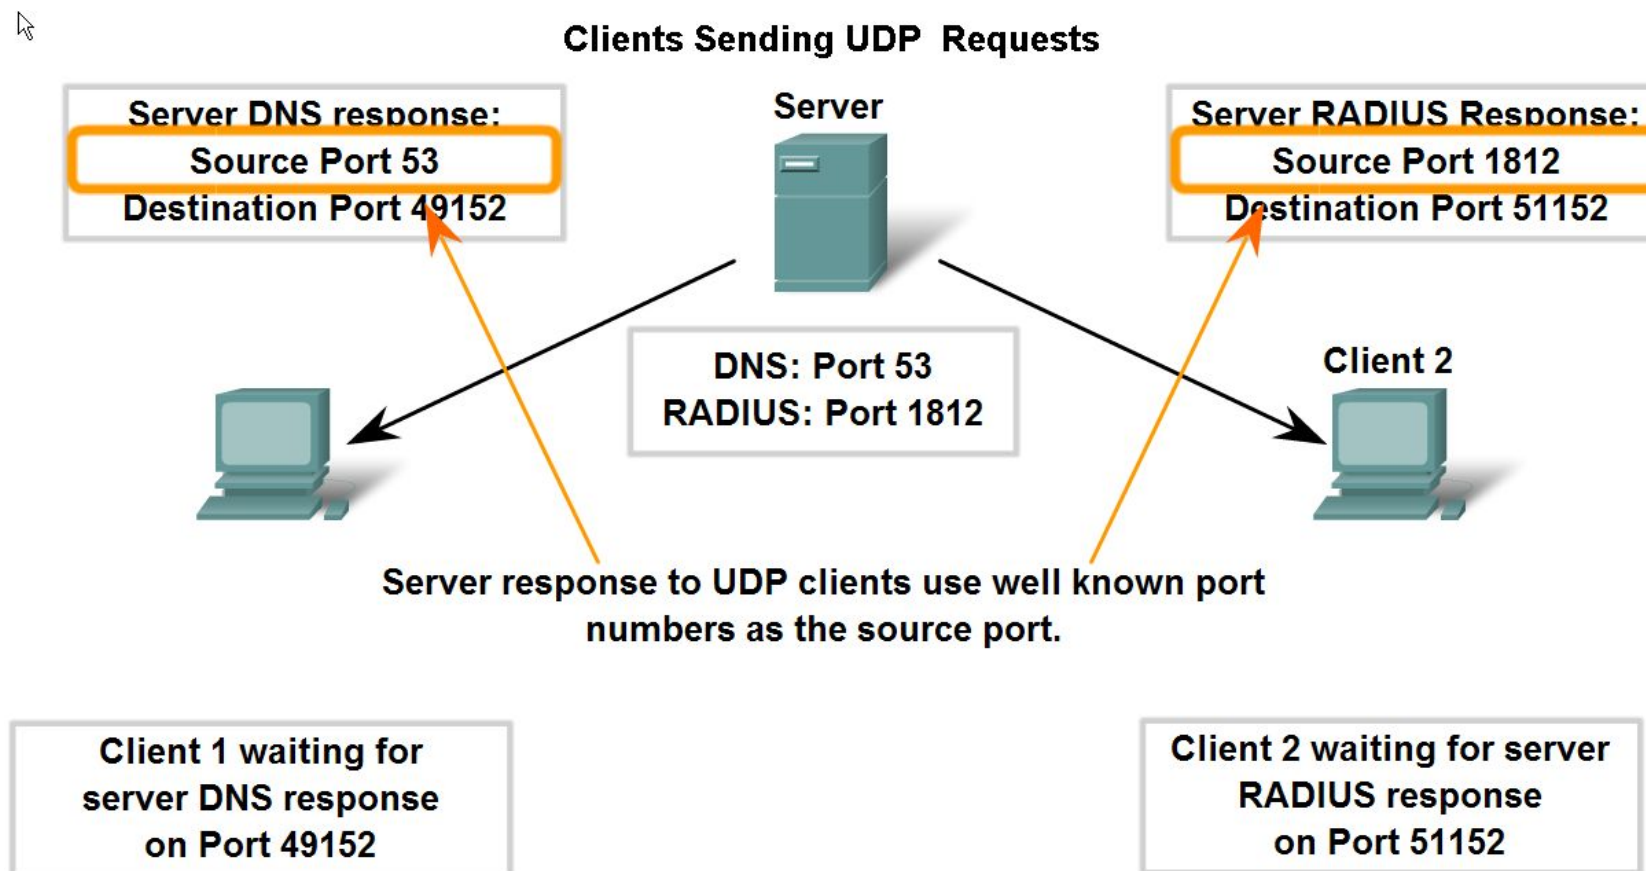 Clients Sending UDP Requests
Server DNS response:
Source Port 53
Destination Port 49152
Server
Server RADIUS Response:
Source Port 1812
Destination Port 51152
DNS: Port 53
RADIUS: Port 1812
Client 2
Server response to UDP clients use well known port
numbers as the source port.
Client 1 waiting for
server DNS response
on Port 49152
Client 2 waiting for server
RADIUS response
on Port 51152